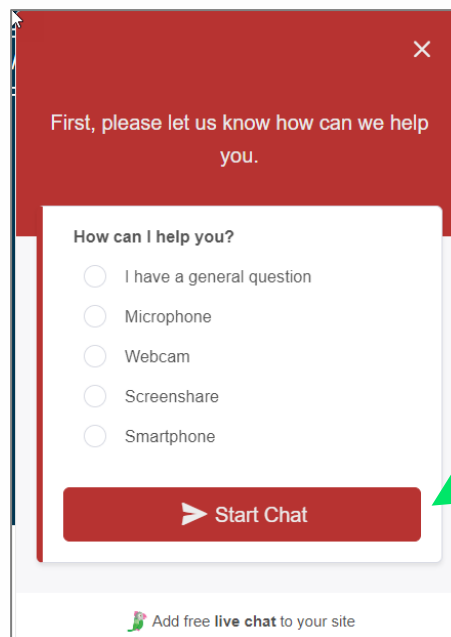 First, please let us know how can we help
you.
How can I help you?
I have a general question
Microphone
Webcam
Screenshare
Smartphone
Start Chat
Add free live chat to your site